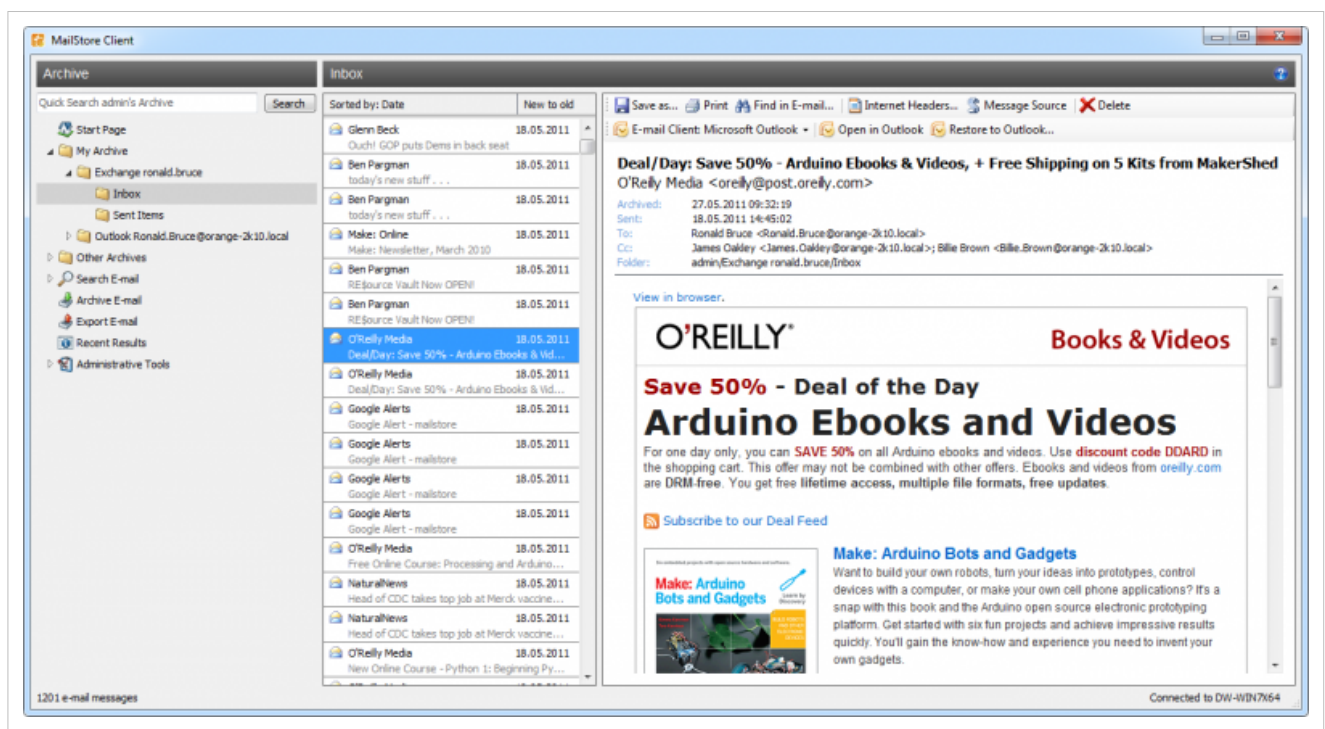 MailStore Client
Archive
Quick Search admin's Archive Search
Start Page
My Archive
Exchange ronald.bruce
Inbox
Sent Items
Outlook Ronald.Bruce@orange-2k10.local
Other Archives
Search E-mail
Archive E-mail
Export E-mail
Recent Results
Administrative Tools
Inbox
Sorted by: Date New to old
Glenn Beck 18.05.2011
Ouch! GOP puts Dems in back seat
Ben Pargman 18.05.2011
today's new stuff . . .
Ben Pargman 18.05.2011
today's new stuff . . .
Make: Online 18.05.2011
Make: Newsletter, March 2010
Ben Pargman 18.05.2011
RE$ource Vault Now OPEN!
Ben Pargman 18.05.2011
RE$ource Vault Now OPEN!
O'Reilly Media 18.05.2011
Deal/Day: Save 50% - Arduino Ebooks & Vid...
O'Reilly Media 18.05.2011
Deal/Day: Save 50% - Arduino Ebooks & Vid...
Google Alerts 18.05.2011
Google Alert - mailstore
Google Alerts 18.05.2011
Google Alert - mailstore
Google Alerts 18.05.2011
Google Alert - mailstore
Google Alerts 18.05.2011
Google Alert - mailstore
O'Reilly Media 18.05.2011
Free Online Course: Processing and Arduino...
NaturalNews 18.05.2011
Head of CDC takes top job at Merck vaccine...
NaturalNews 18.05.2011
Head of CDC takes top job at Merck vaccine...
O'Reilly Media 18.05.2011
New Online Course - Python 1: Beginning Py...
Save as... Print Find in E-mail... Internet Headers... Message Source Delete
E-mail Client: Microsoft Outlook Open in Outlook Restore to Outlook...
Deal/Day: Save 50% - Arduino Ebooks & Videos, + Free Shipping on 5 Kits from MakerShed
O'Reilly Media <oreilly@post.oreilly.com>
Archived: 27.05.2011 09:32:19
Sent: 18.05.2011 14:45:02
To: Ronald Bruce <Ronald.Bruce@orange-2k10.local>
Cc: James Oakley <James.Oakley@orange-2k10.local>; Billie Brown <Billie.Brown@orange-2k10.local>
Folder: admin/Exchange ronald.bruce/Inbox
View in browser.
O'REILLY Books & Videos
Save 50% - Deal of the Day
Arduino Ebooks and Videos
For one day only, you can SAVE 50% on all Arduino ebooks and videos. Use discount code DDARD in
the shopping cart. This offer may not be combined with other offers. Ebooks and videos from oreilly.com
are DRM-free. You get free lifetime access, multiple file formats, free updates.
Subscribe to our Deal Feed
Make: Arduino
Bots and Gadgets
Learn by
Discovery
Make: Arduino Bots and Gadgets
Want to build your own robots, turn your ideas into prototypes, control
devices with a computer, or make your own cell phone applications? It's a
snap with this book and the Arduino open source electronic prototyping
platform. Get started with six fun projects and achieve impressive results
quickly. You'll gain the know-how and experience you need to invent your
own gadgets.
1201 e-mail messages
Connected to DW-WIN7X64